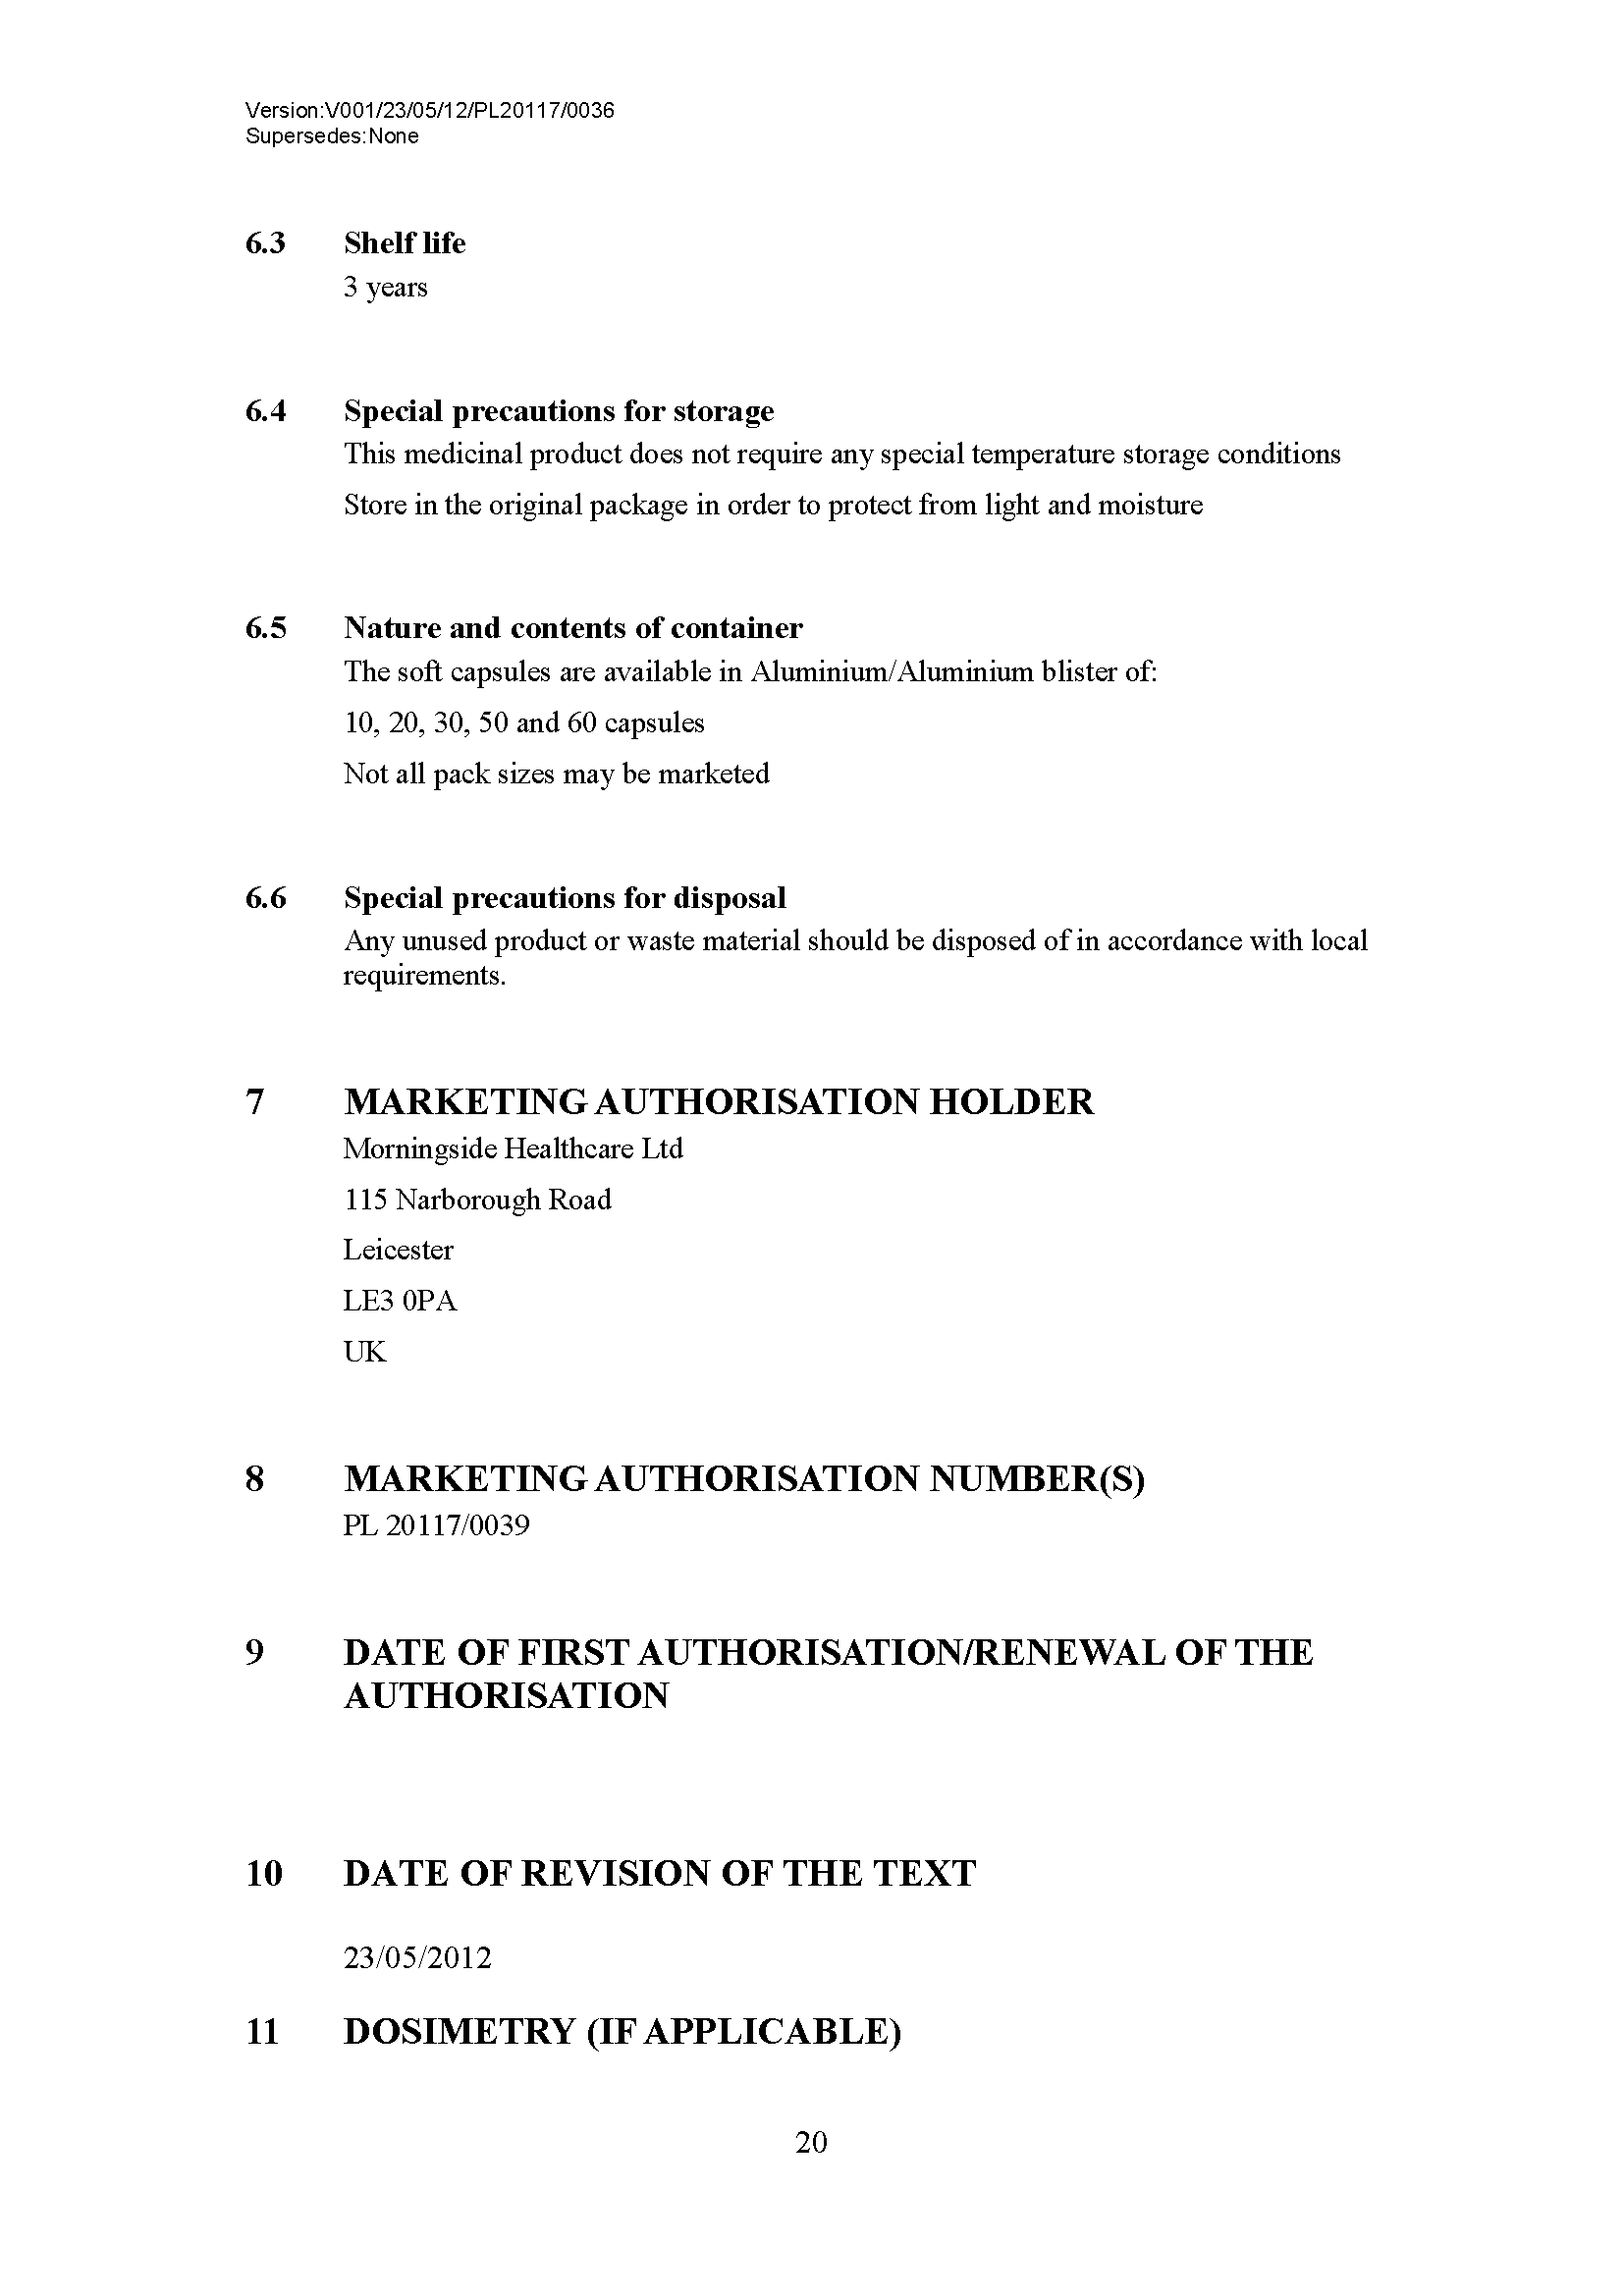 Version:V001/23/05/12/PL20117/0036
Supersedes:None
6.3 Shelf life
3 years
6.4 Special precautions for storage
This medicinal product does not require any special temperature storage conditions
Store in the original package in order to protect from light and moisture
6.5 Nature and contents of container
The soft capsules are available in Aluminium/Aluminium blister of:
10, 20, 30, 50 and 60 capsules
Not all pack sizes may be marketed
6.6 Special precautions for disposal
Any unused product or waste material should be disposed of in accordance with local
requirements.
7 MARKETING AUTHORISATION HOLDER
Morningside Healthcare Ltd
115 Narborough Road
Leicester
LE3 0PA
UK
8 MARKETING AUTHORISATION NUMBER(S)
PL 20117/0039
9 DATE OF FIRST AUTHORISATION/RENEWAL OF THE
AUTHORISATION
10 DATE OF REVISION OF THE TEXT
23/05/2012
11 DOSIMETRY (IF APPLICABLE)
20